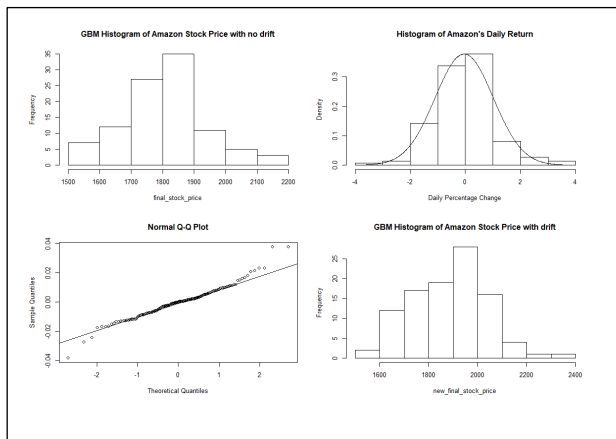 GBM Histogram of Amazon Stock Price with no drift
Frequency
0 5 10 15 20 25 30 35
1500 1600 1700 1800 1900 2000 2100 2200
final_stock_price
Histogram of Amazon's Daily Return
Density
0.0 0.1 0.2 0.3
-4 -2 0 2 4
Daily Percentage Change
Normal Q-Q Plot
Sample Quantiles
-0.04 -0.02 0.00 0.02 0.04
-2 -1 0 1 2
Theoretical Quantiles
GBM Histogram of Amazon Stock Price with drift
Frequency
0 5 10 15 20 25
1600 1800 2000 2200 2400
new_final_stock_price